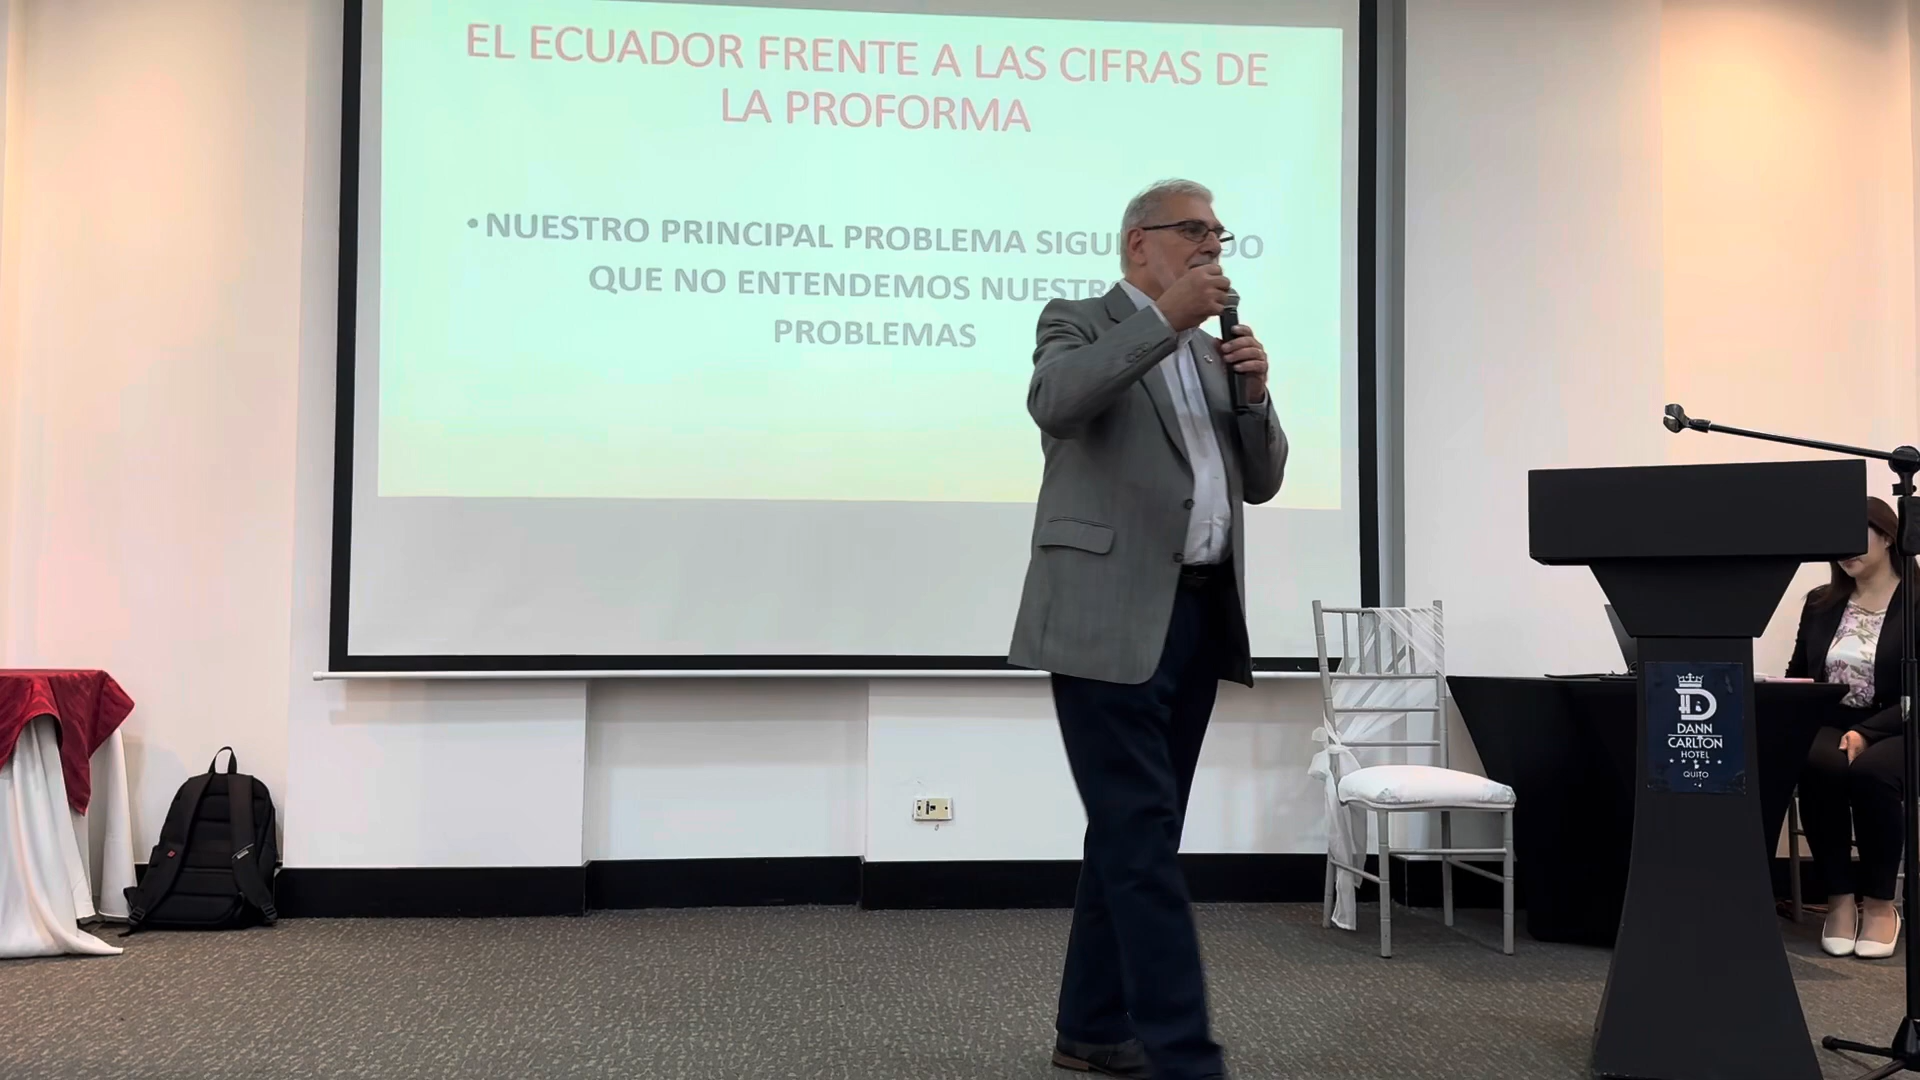 EL ECUADOR FRENTE A LAS CIFRAS DE
LA PROFORMA
• NUESTRO PRINCIPAL PROBLEMA
QUE NO ENTENDEMOS
PROBLEMAS
DANN
CARLTON
HOTEL
QUITO